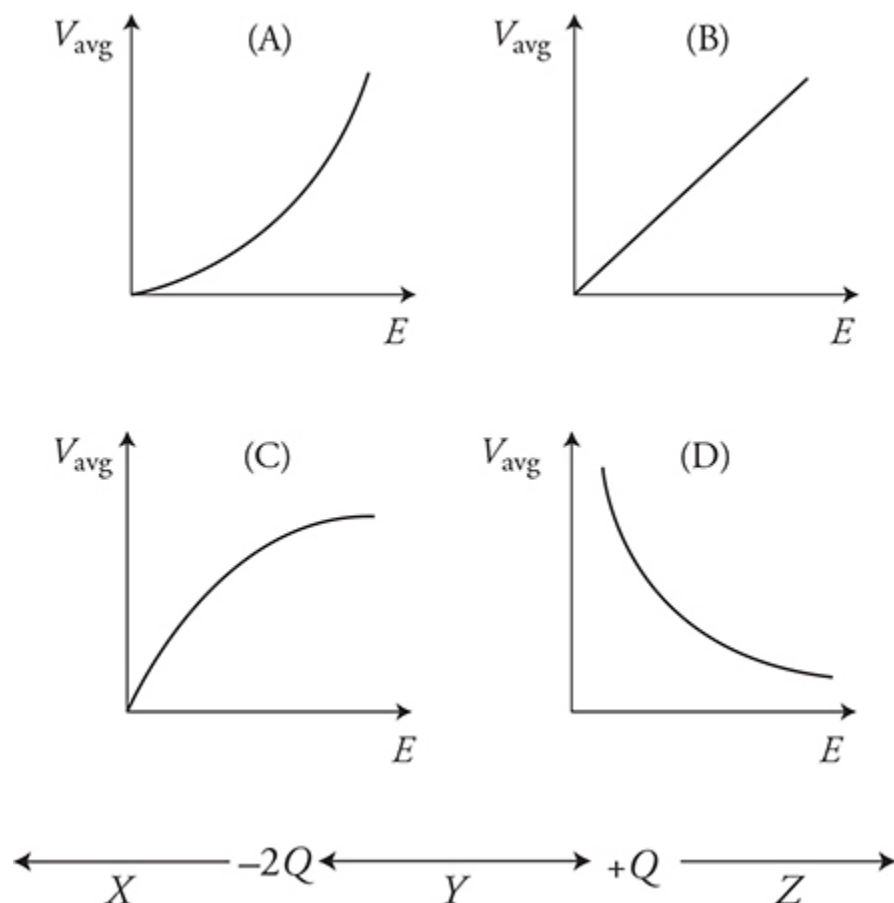 V_avg (A) V_avg (B)
E E
V_avg (C) V_avg (D)
E E
–2Q +Q
X Y Z